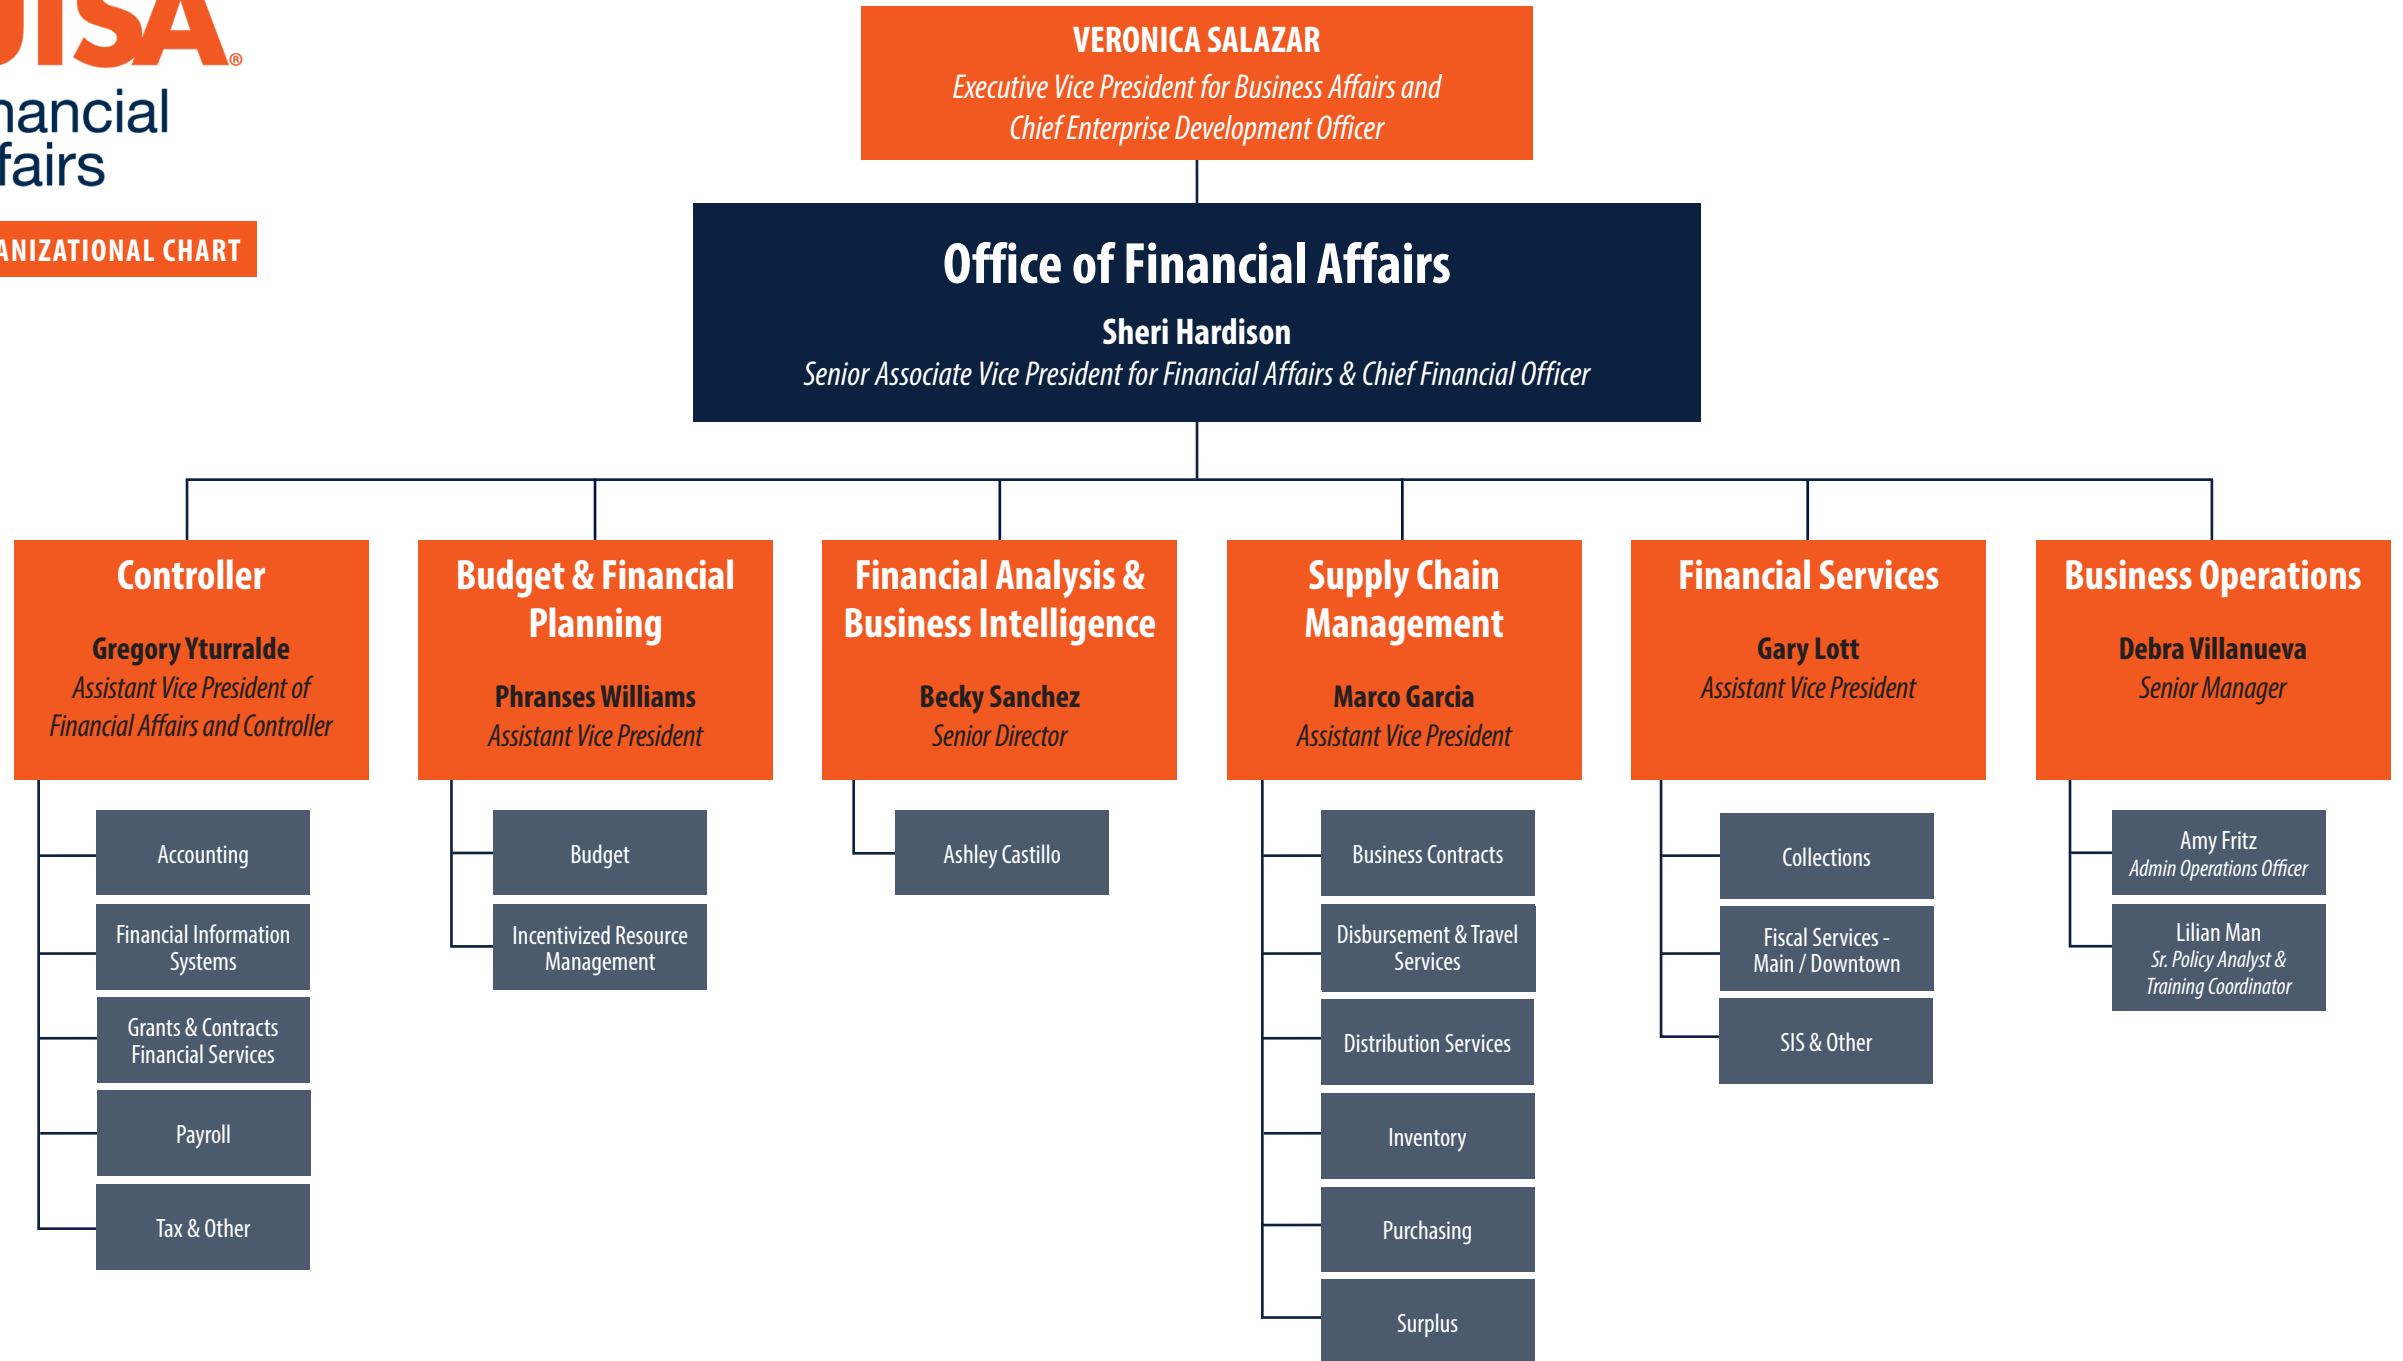 VERONICA SALAZAR
Executive Vice President for Business Affairs and
Chief Enterprise Development Officer
Office of Financial Affairs
Sheri Hardison
Senior Associate Vice President for Financial Affairs & Chief Financial Officer
CHART
Controller
Gregory Yturralde
Assistant Vice President of
Financial Affairs and Controller
Accounting
Financial Information
Systems
Grants & Contracts
Financial Services
Payroll
Tax & Other
Budget & Financial
Planning
Phranses Williams
Assistant Vice President
Budget
Incentivized Resource
Management
Financial Analysis &
Business Intelligence
Becky Sanchez
Senior Director
Ashley Castillo
Supply Chain
Management
Marco Garcia
Assistant Vice President
Business Contracts
Disbursement & Travel
Services
Distribution Services
Inventory
Purchasing
Surplus
Financial Services
Gary Lott
Assistant Vice President
Collections
Fiscal Services -
Main / Downtown
SIS & Other
Business Operations
Debra Villanueva
Senior Manager
Amy Fritz
Admin Operations Officer
Lilian Man
Sr. Policy Analyst &
Training Coordinator